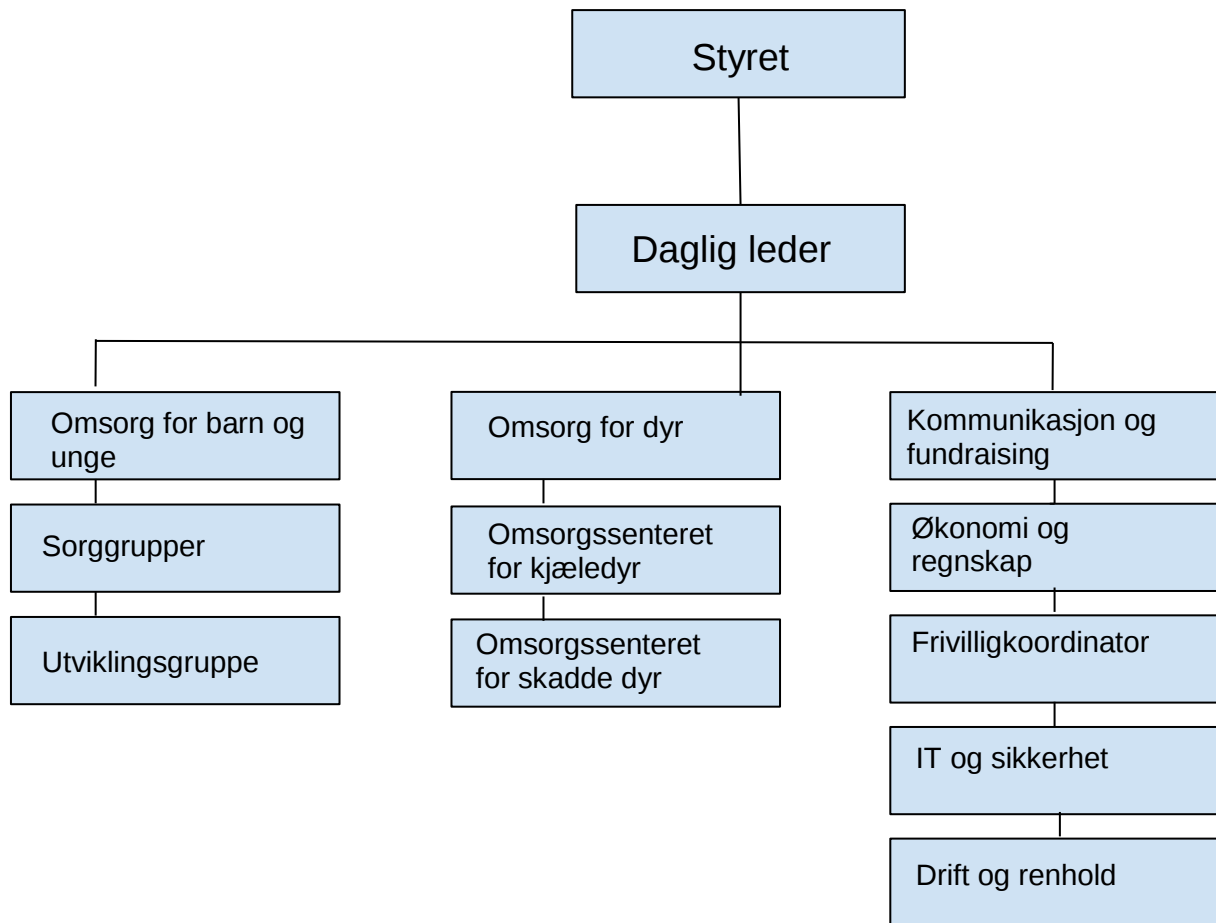 Styret
Daglig leder
Omsorg for barn og
unge
Sorggrupper
Utviklingsgruppe
Omsorg for dyr
Omsorgssenteret
for kjæledyr
Omsorgssenteret
for skadde dyr
Kommunikasjon og
fundraising
Økonomi og
regnskap
Frivilligkoordinator
IT og sikkerhet
Drift og renhold